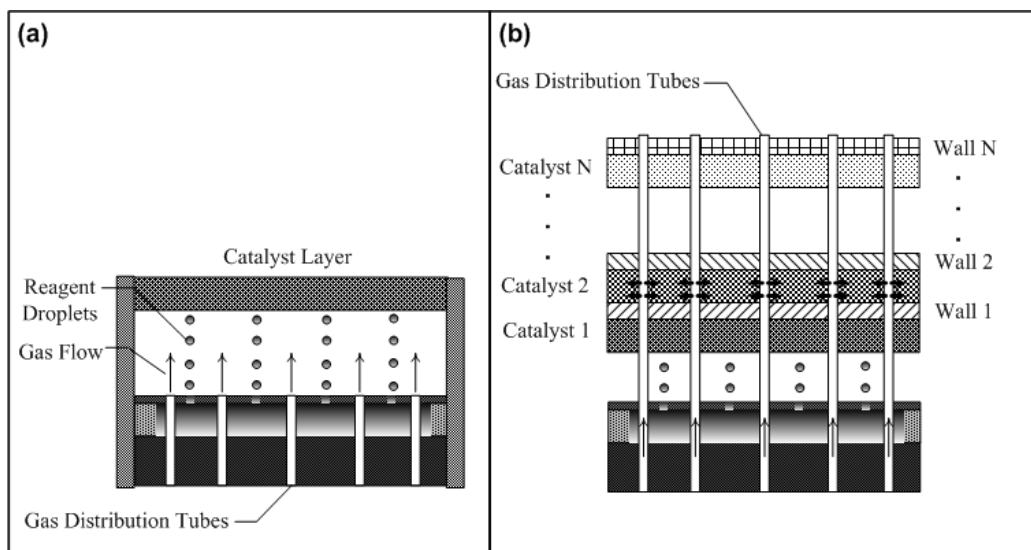 (a)
Catalyst Layer
Reagent
Droplets
Gas Flow
Gas Distribution Tubes
(b)
Gas Distribution
Tubes
Wall N
Catalyst N
.
.
.
.
.
.
Wall 2
Catalyst 2
Wall 1
Catalyst 1